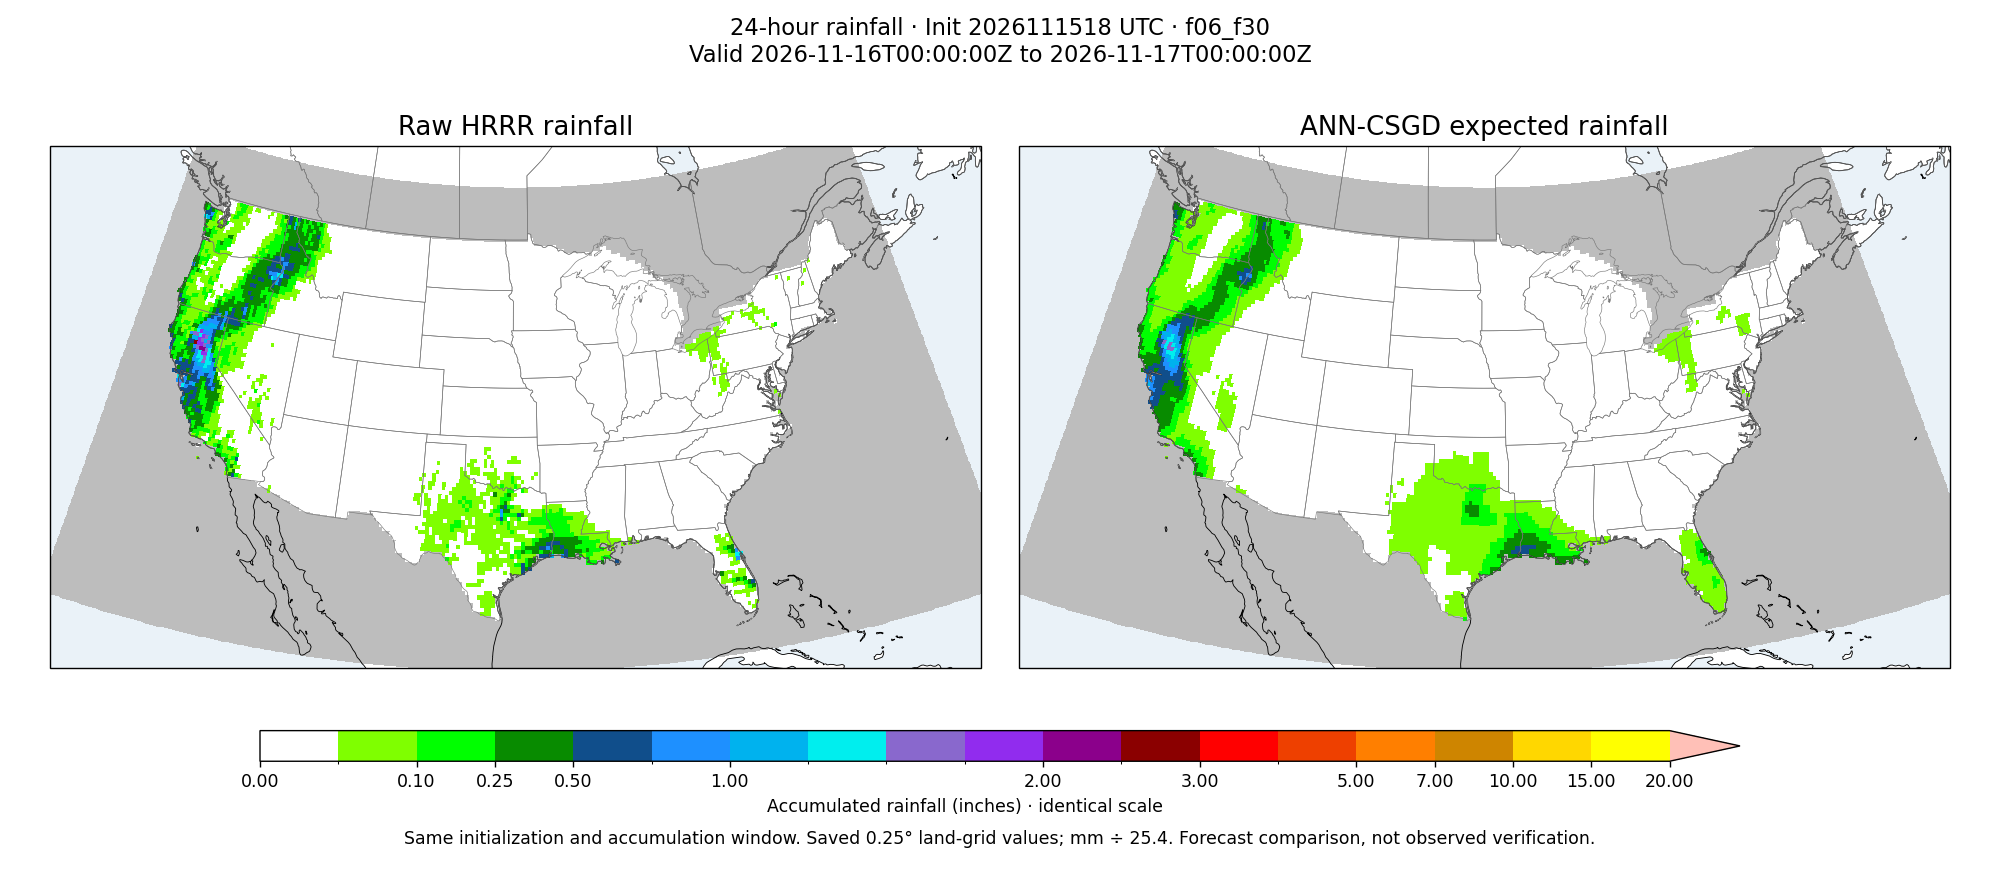 24-hour rainfall · Init 2026111518 UTC · f06_f30
Valid 2026-11-16T00:00:00Z to 2026-11-17T00:00:00Z
Raw HRRR rainfall
ANN-CSGD expected rainfall
0.00 0.10 0.25 0.50 1.00 2.00 3.00 5.00 7.00 10.00 15.00 20.00
Accumulated rainfall (inches) · identical scale
Same initialization and accumulation window. Saved 0.25° land-grid values; mm ÷ 25.4. Forecast comparison, not observed verification.